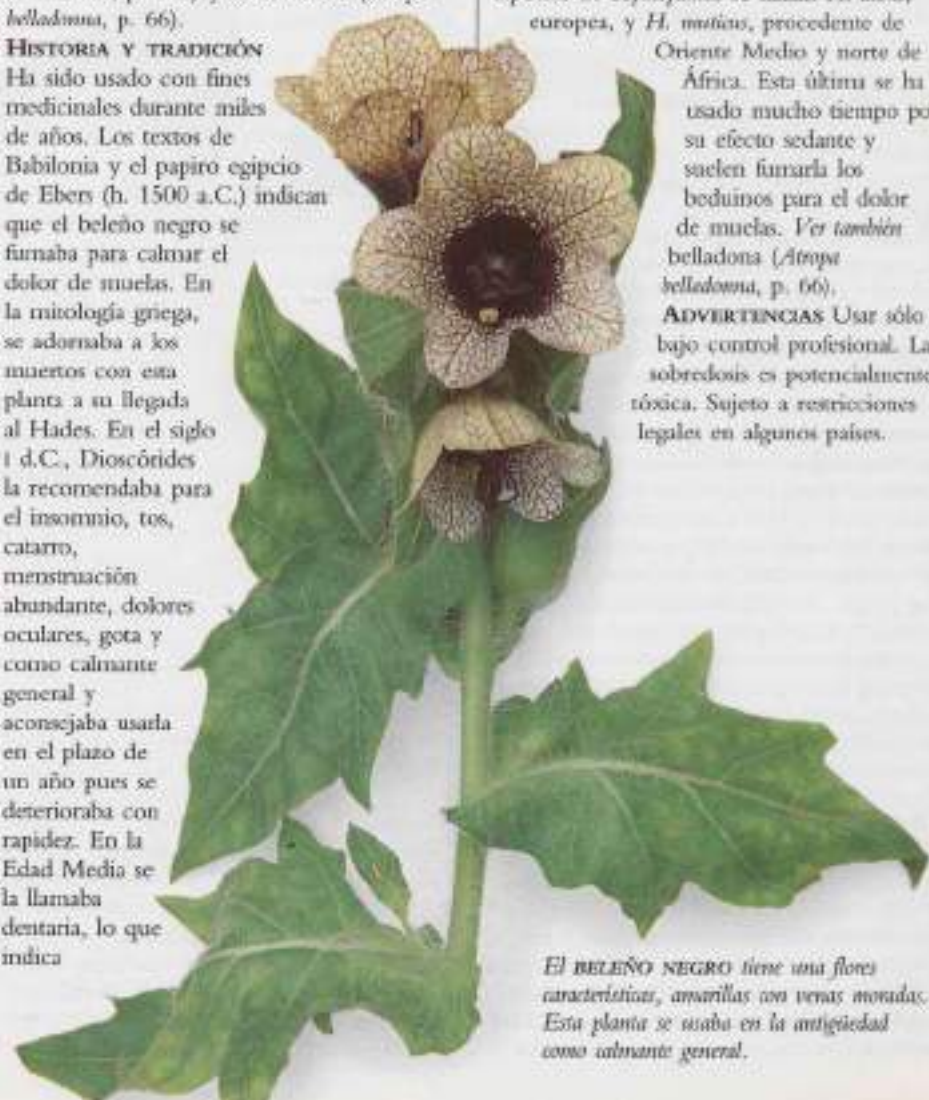 belladonna, p. 66).
HISTORIA Y TRADICIÓN
Ha sido usado con fines
medicinales durante miles
de años. Los textos de
Babilonia y el papiro egipcio
de Ebers (h. 1500 a.C.) indican
que el beleño negro se
fumaba para calmar el
dolor de muelas. En
la mitología griega,
se adornaba a los
muertos con esta
planta a su llegada
al Hades. En el siglo
I d.C., Dioscórides
la recomendaba para
el insomnio, tos,
catarro,
menstruación
abundante, dolores
oculares, gota y
como calmante
general y
aconsejaba usarla
en el plazo de
un año pues se
deterioraba con
rapidez. En la
Edad Media se
la llamaba
dentaria, lo que
indica
europea, y H. muticus, procedente de
Oriente Medio y norte de
África. Esta última se ha
usado mucho tiempo po
su efecto sedante y
suelen fumarla los
beduinos para el dolor
de muelas. Ver también
belladona (Atropa
belladonna, p. 66).
ADVERTENCIAS Usar sólo
bajo control profesional. La
sobredosis es potencialmente
tóxica. Sujeto a restricciones
legales en algunos países.
El BELEÑO NEGRO tiene una flores
características, amarillas con venas moradas.
Esta planta se usaba en la antigüedad
como calmante general.